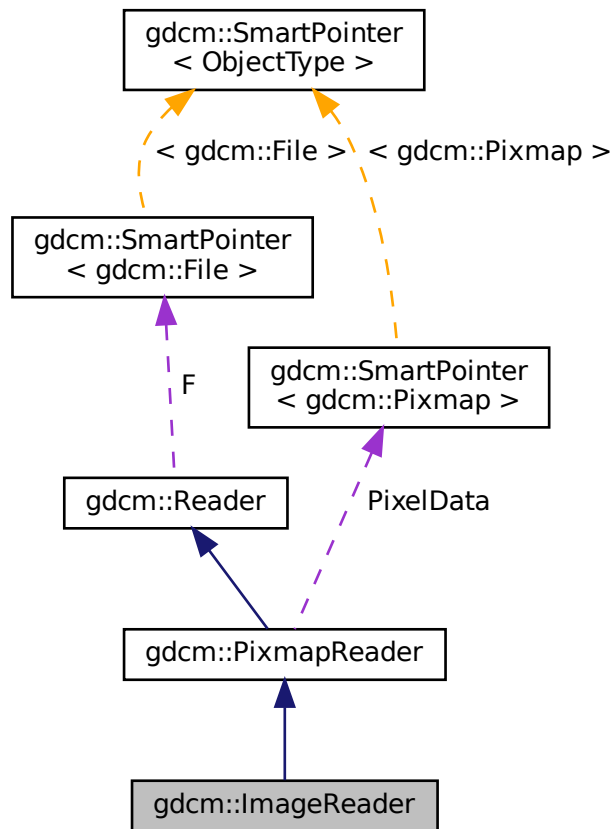 gdcm::SmartPointer
< ObjectType >
< gdcm::File >
< gdcm::Pixmap >
gdcm::SmartPointer
< gdcm::File >
gdcm::SmartPointer
< gdcm::Pixmap >
F
gdcm::Reader
PixelData
gdcm::PixmapReader
gdcm::ImageReader